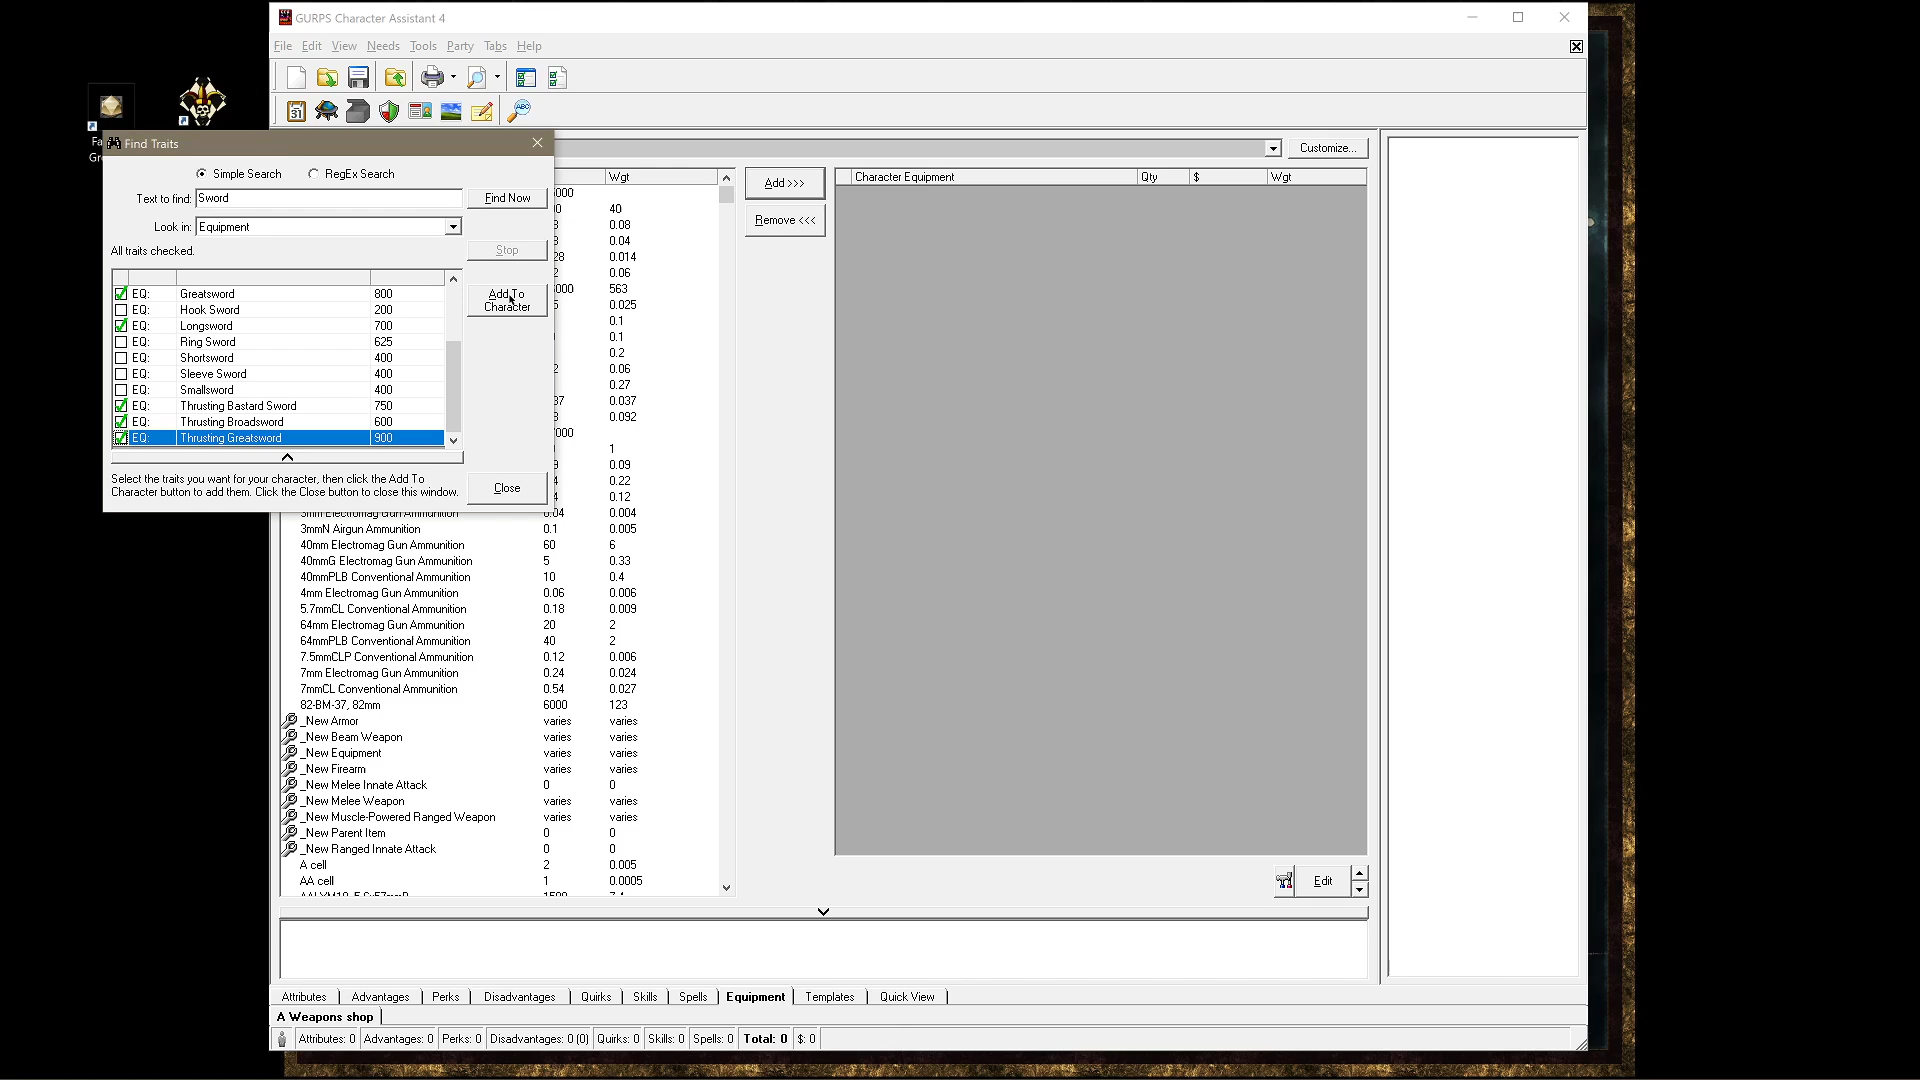 GURPS Character Assistant 4
File Edit View Needs Tools Party Tabs Help
Find Traits
Simple Search RegEx Search
Text to find: Sword Find Now
Look in: Equipment
All traits checked.
Stop
EQ: Greatsword 800
EQ: Hook Sword 200
EQ: Longsword 700
EQ: Ring Sword 625
EQ: Shortsword 400
EQ: Sleeve Sword 400
EQ: Smallsword 400
EQ: Thrusting Bastard Sword 750
EQ: Thrusting Broadsword 600
EQ: Thrusting Greatsword 900
Add To
Character
Select the traits you want for your character, then click the Add To
Character button to add them. Click the Close button to close this window.
Close
Customize...
Wgt
40
0.08
0.04
0.014
0.06
563
0.025
0.1
0.1
0.2
0.06
0.27
0.037
0.092
1
0.09
0.22
0.12
3mm Electromag Gun Ammunition 0.04 0.004
3mmN Airgun Ammunition 0.1 0.005
40mm Electromag Gun Ammunition 60 6
40mmG Electromag Gun Ammunition 5 0.33
40mmPLB Conventional Ammunition 10 0.4
4mm Electromag Gun Ammunition 0.06 0.006
5.7mmCL Conventional Ammunition 0.18 0.009
64mm Electromag Gun Ammunition 20 2
64mmPLB Conventional Ammunition 40 2
7.5mmCLP Conventional Ammunition 0.12 0.006
7mm Electromag Gun Ammunition 0.24 0.024
7mmCL Conventional Ammunition 0.54 0.027
82-BM-37, 82mm 6000 123
_New Armor varies varies
_New Beam Weapon varies varies
_New Equipment varies varies
_New Firearm varies varies
_New Melee Innate Attack 0 0
_New Melee Weapon varies varies
_New Muscle-Powered Ranged Weapon varies varies
_New Parent Item 0 0
_New Ranged Innate Attack 0 0
A cell 2 0.005
AA cell 1 0.0005
Add >>>
Remove <<<
Character Equipment Qty $ Wgt
Edit
Attributes Advantages Perks Disadvantages Quirks Skills Spells Equipment Templates Quick View
A Weapons shop
Attributes: 0 Advantages: 0 Perks: 0 Disadvantages: 0 (0) Quirks: 0 Skills: 0 Spells: 0 Total: 0 $: 0